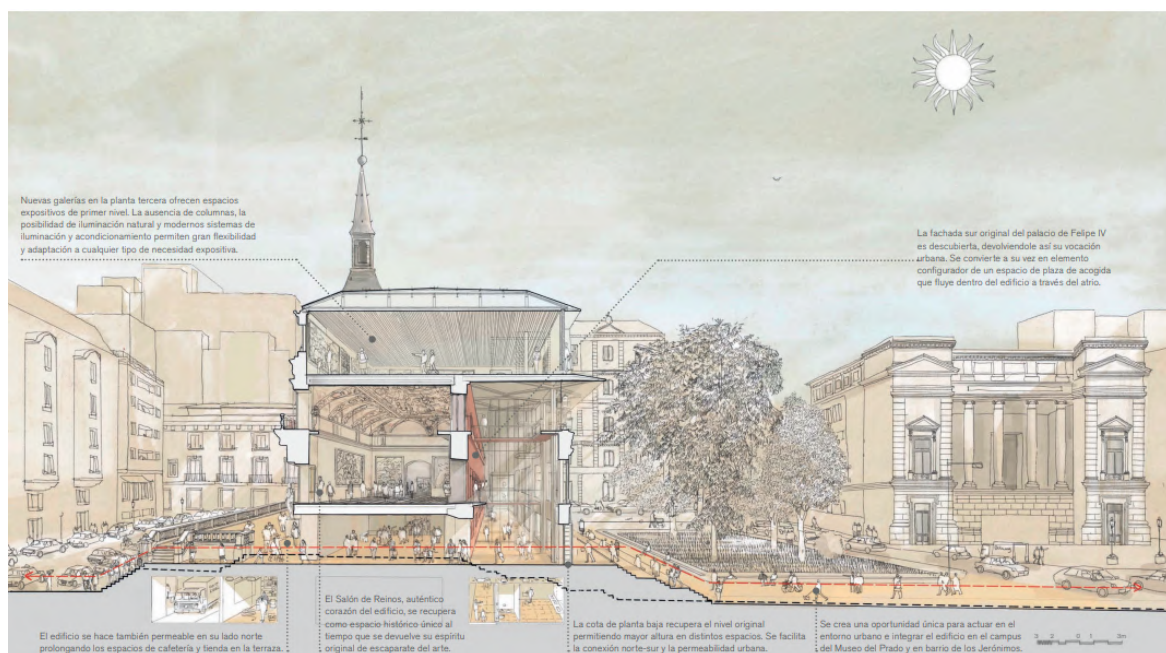 Nuevas galerías en la planta tercera ofrecen espacios
expositivos de primer nivel. La ausencia de columnas, la
posibilidad de iluminación natural y modernos sistemas de
iluminación y acondicionamiento permiten gran flexibilidad
y adaptación a cualquier tipo de necesidad expositiva.
La fachada sur original del palacio de Felipe IV
es descubierta, devolviendole así su vocación
urbana. Se convierte a su vez en elemento
configurador de un espacio de plaza de acogida
que fluye dentro del edificio a través del atrio.
El edificio se hace también permeable en su lado norte
prolongando los espacios de cafetería y tienda en la terraza.
El Salón de Reinos, auténtico
corazón del edificio, se recupera
como espacio histórico único al
tiempo que se devuelve su espíritu
original de escaparate del arte.
La cota de planta baja recupera el nivel original
permitiendo mayor altura en distintos espacios. Se facilita
la conexión norte-sur y la permeabilidad urbana.
Se crea una oportunidad única para actuar en el
entorno urbano e integrar el edificio en el campus
del Museo del Prado y en barrio de los Jerónimos.
3 2 0 1 3m